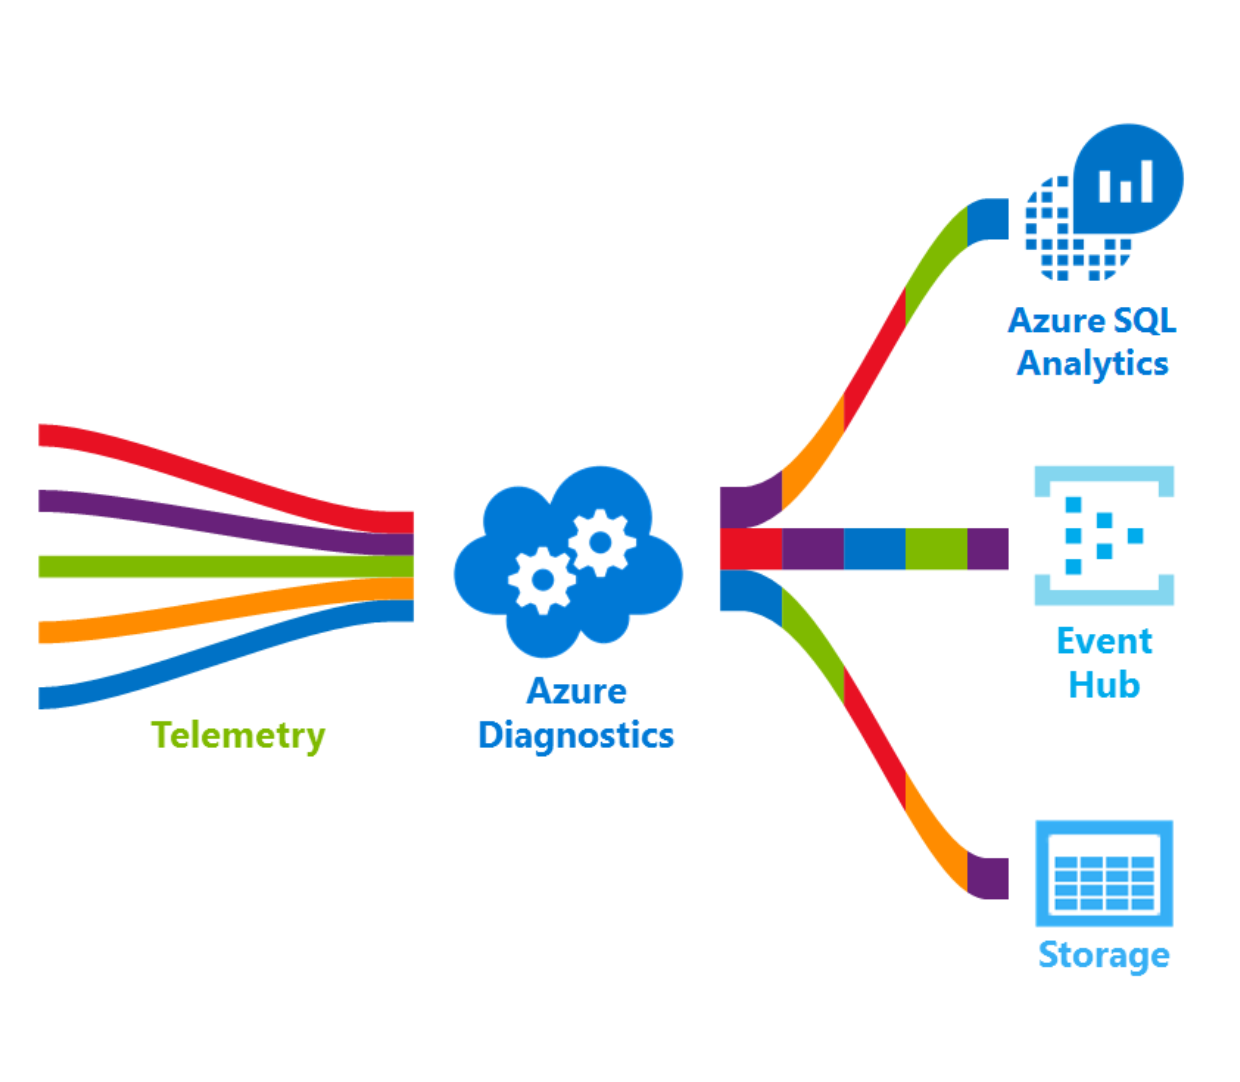 Azure SQL
Analytics
Telemetry
Azure
Diagnostics
Event
Hub
Storage